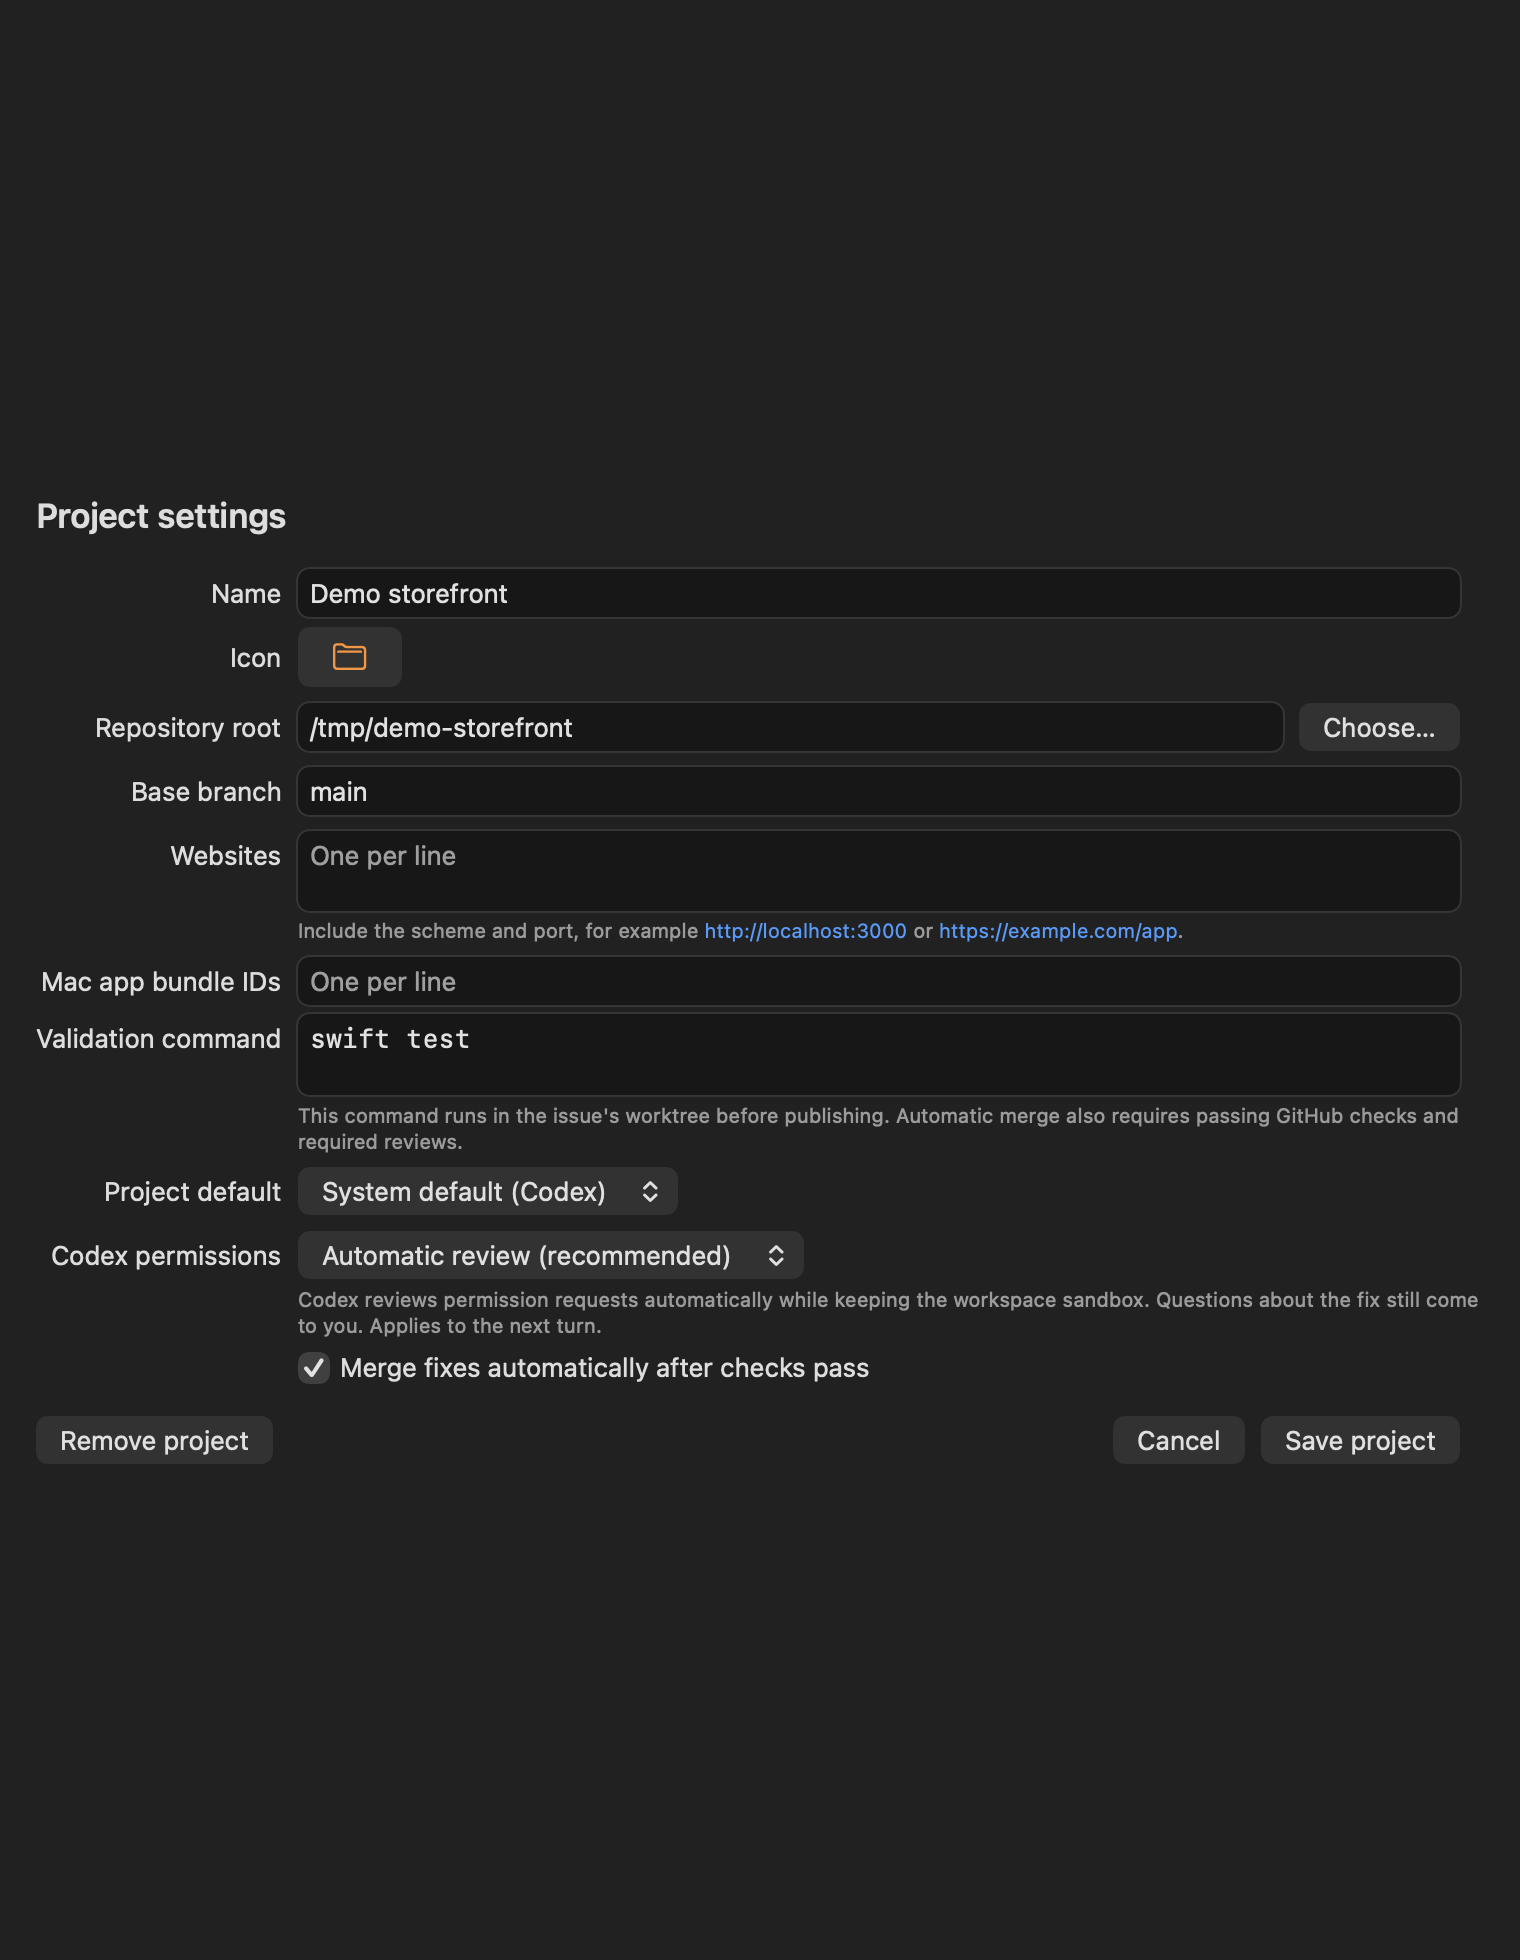 Project settings
Name Demo storefront
Icon
Repository root /tmp/demo-storefront Choose...
Base branch main
Websites One per line
Include the scheme and port, for example http://localhost:3000 or https://example.com/app.
Mac app bundle IDs One per line
Validation command swift test
This command runs in the issue's worktree before publishing. Automatic merge also requires passing GitHub checks and
required reviews.
Project default System default (Codex)
Codex permissions Automatic review (recommended)
Codex reviews permission requests automatically while keeping the workspace sandbox. Questions about the fix still come
to you. Applies to the next turn.
Merge fixes automatically after checks pass
Remove project Cancel Save project